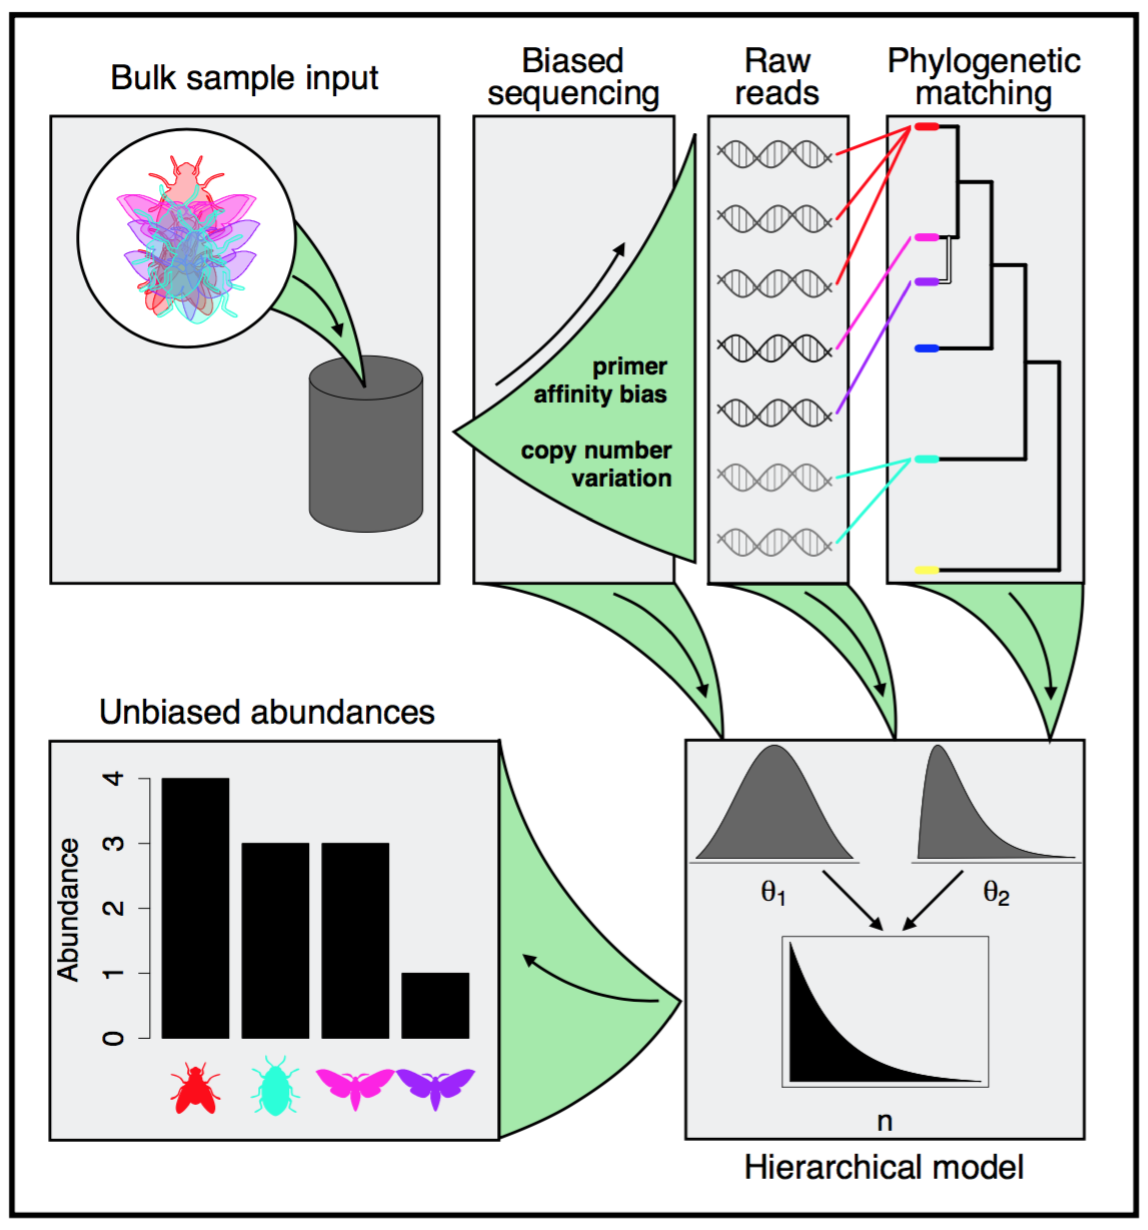 Bulk sample input
Biased
sequencing
Raw
reads
Phylogenetic
matching
primer
affinity bias
copy number
variation
Unbiased abundances
Abundance
4
3
2
1
0
θ1
θ2
n
Hierarchical model